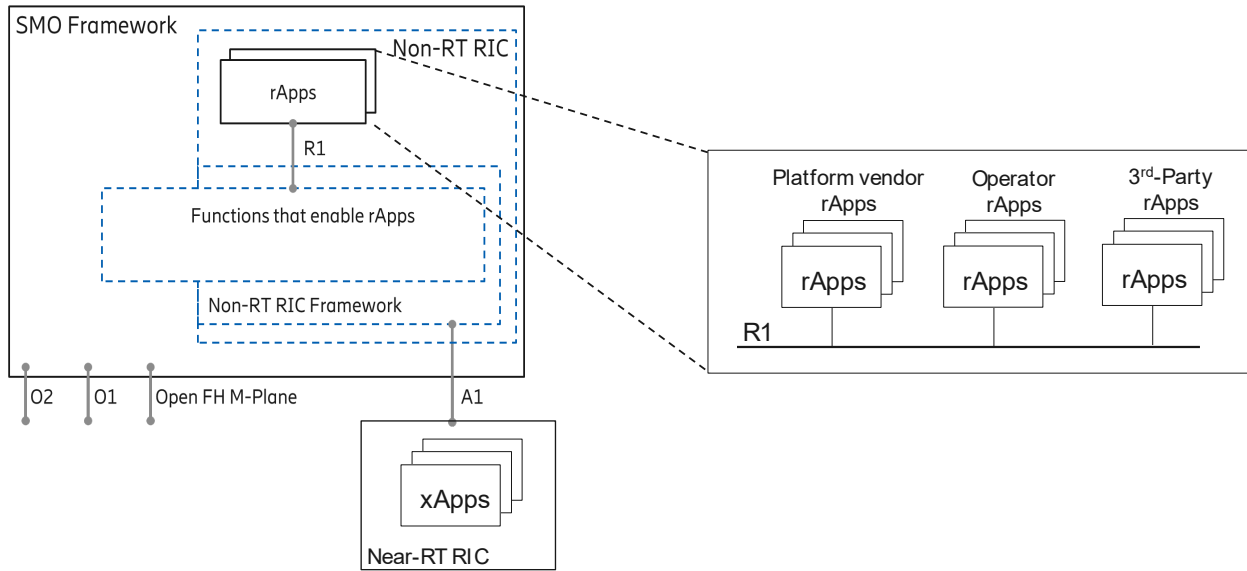 SMO Framework
Non-RT RIC
rApps
R1
Functions that enable rApps
Non-RT RIC Framework
O2
O1
Open FH M-Plane
A1
xApps
Near-RT RIC
Platform vendor
rApps
Operator
rApps
3rd-Party
rApps
rApps
rApps
rApps
R1